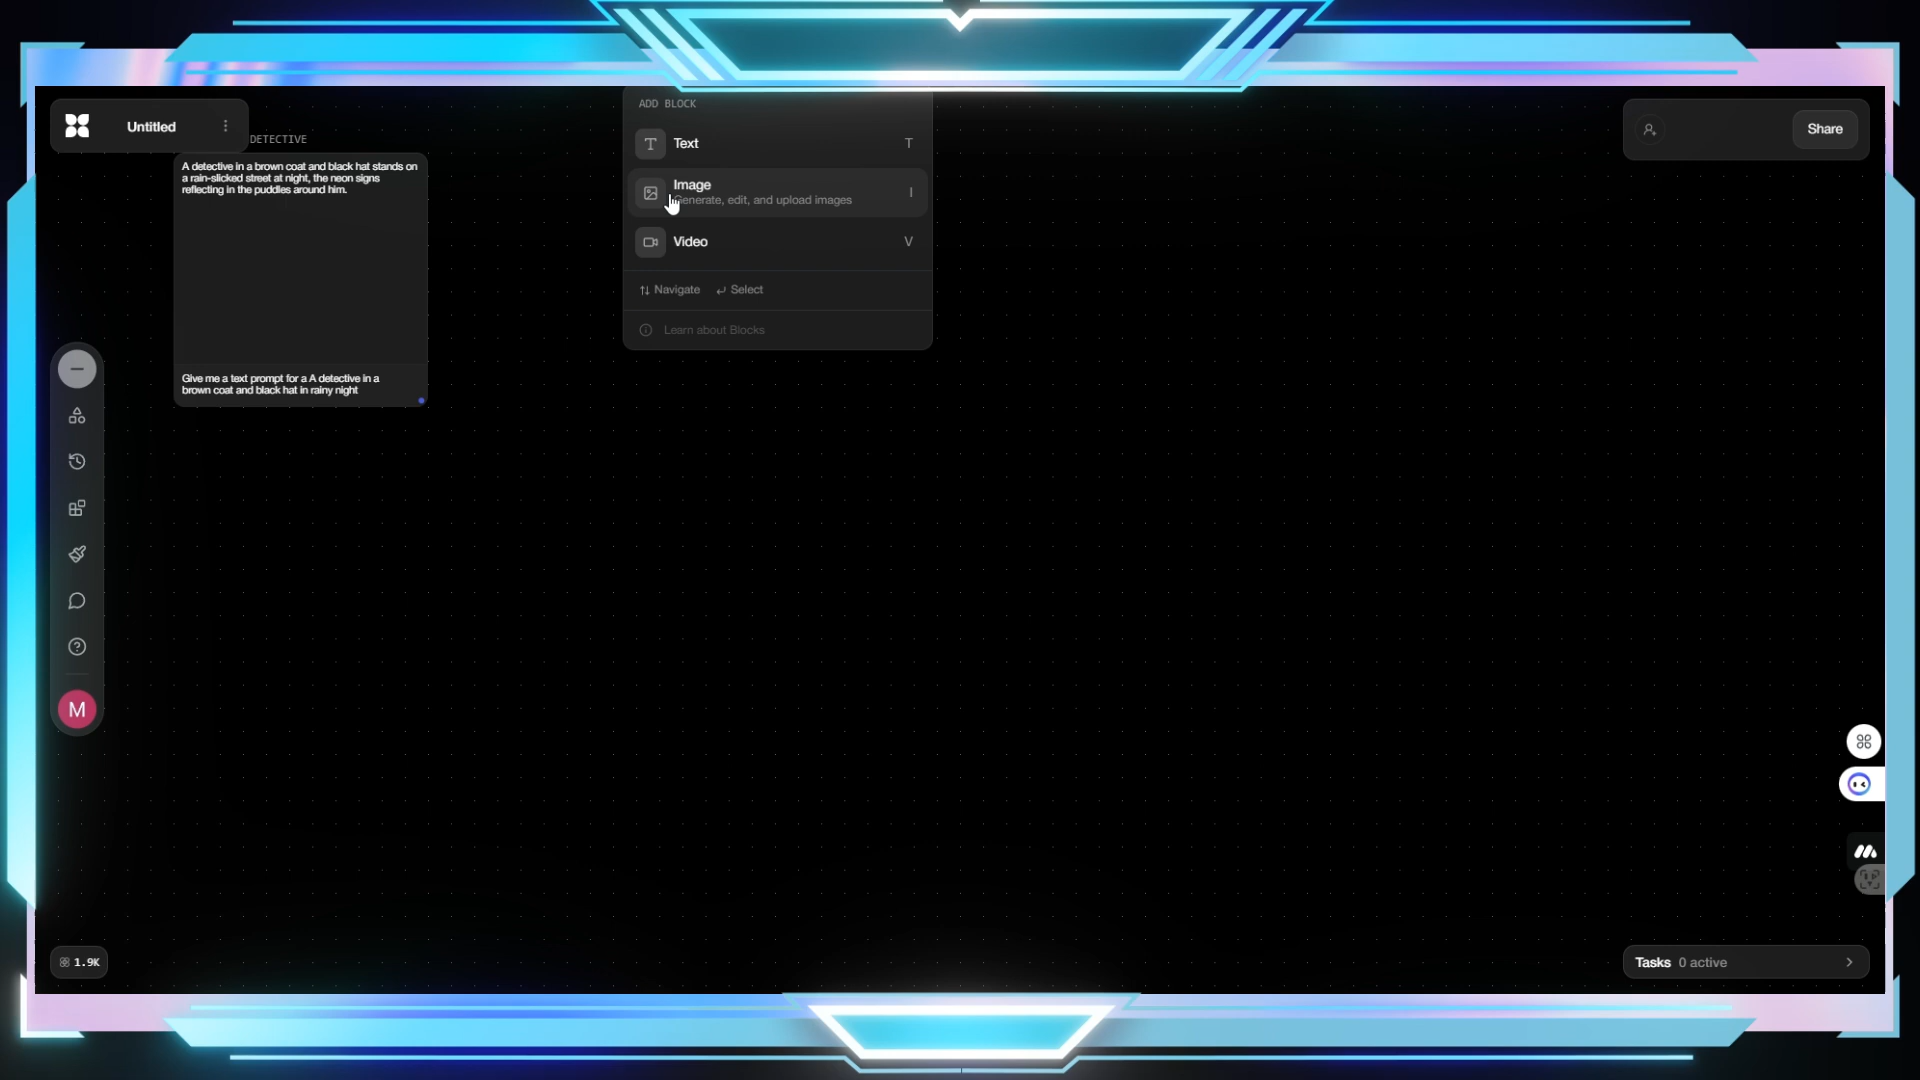 Untitled
DETECTIVE
A detective in a brown coat and black hat stands on
a rain-slicked street at night, the neon signs
reflecting in the puddles around him.
Give me a text prompt for a A detective in a
brown coat and black hat in rainy night
ADD BLOCK
Text T
Image I
Generate, edit, and upload images
Video V
Navigate Select
Learn about Blocks
Share
M
1.9K
Tasks 0 active